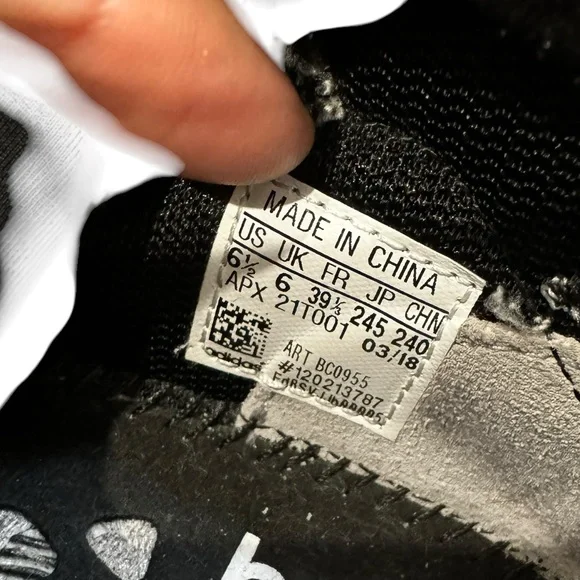 MADE IN CHINA
US UK FR JP CHN
6½ 6 39⅓ 245 240
APX 21T001 03/18
ART BC0955
#120213787
adidas
b